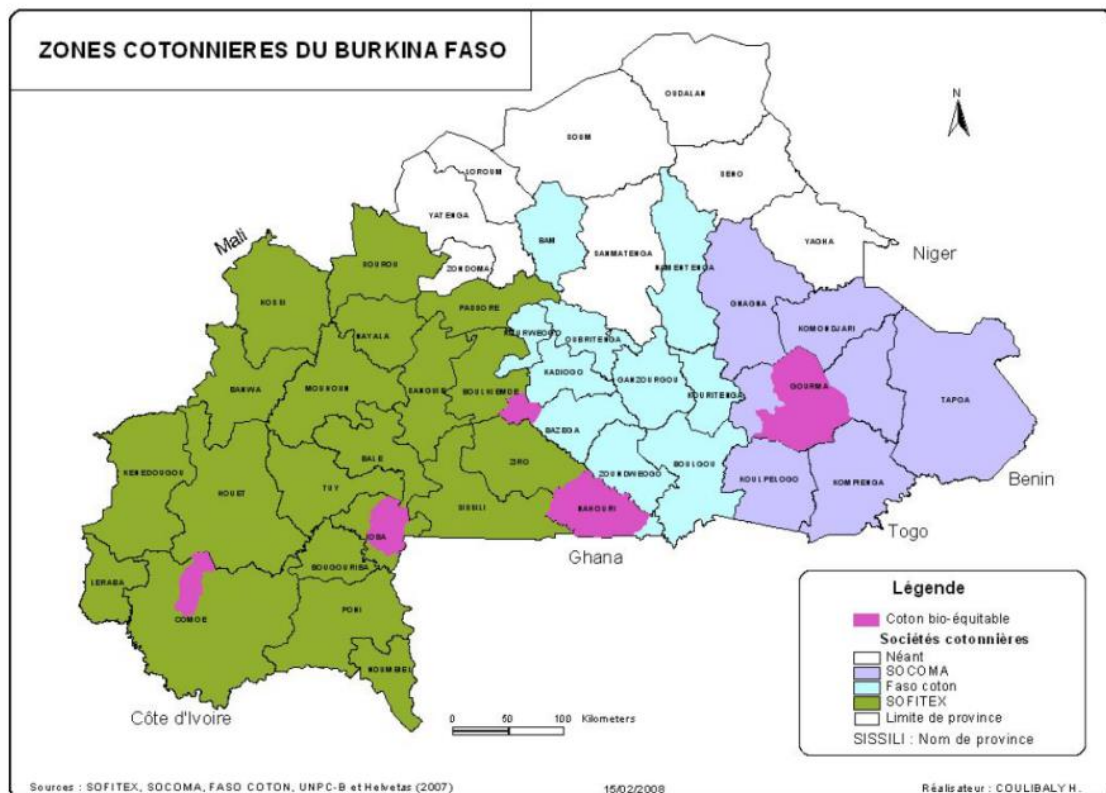 ZONES COTONNIERES DU BURKINA FASO
N
OUDALAN
SOUM
LOROUM
SENO
YATENGA
BAM
SANMATENGA
YAGHA
Niger
Mali
ZONDOMA
SOUROU
NAMENTENGA
KOSSI
PASSORE
GNAGNA
KOMONDJARI
NAYALA
KOURWEOGO
OUBRITENGA
KADIOGO
GANZOURGOU
GOURMA
BANWA
MOUHOUN
SANGUIE
BOULKIEMDE
KOURITENGA
TAPOA
BAZEGA
KENEDOUGOU
BALE
ZIRO
ZOUNDWEOGO
BOULGOU
KOULPELOGO
KOMPIENGA
Benin
HOUET
TUY
SISSILI
NAHOURI
IOBA
Togo
Ghana
BOUGOURIBA
LERABA
COMOE
PONI
NOUMBIEL
Côte d'Ivoire
0 50 100 Kilometers
Légende
Coton bio-équitable
Sociétés cotonnières
Néant
SOCOMA
Faso coton
SOFITEX
Limite de province
SISSILI : Nom de province
Sources : SOFITEX, SOCOMA, FASO COTON, UNPC-B et Helvetas (2007)
15/02/2008
Réalisateur : COULIBALY H.